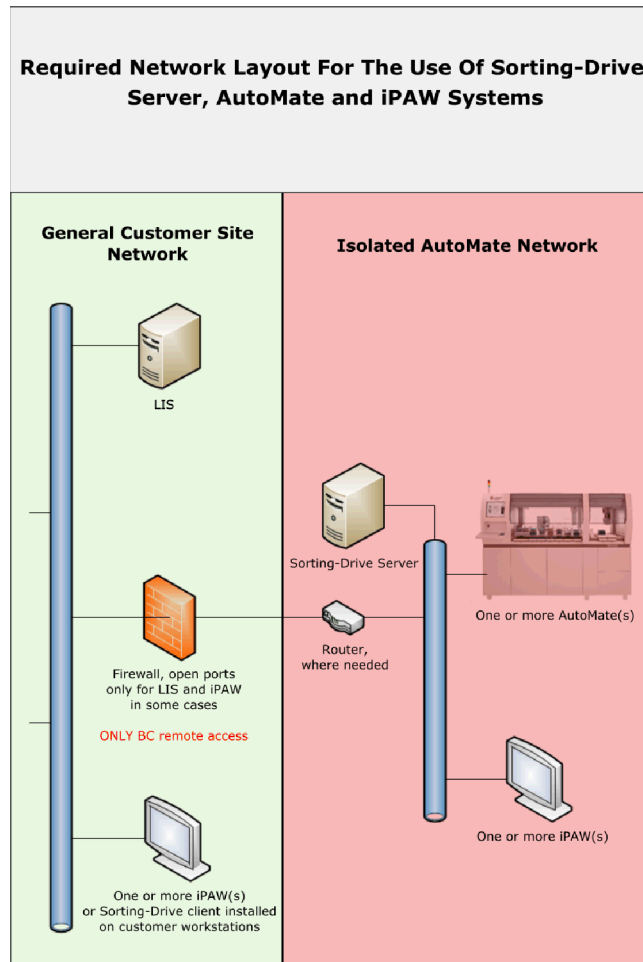 Required Network Layout For The Use Of Sorting-Drive
Server, AutoMate and iPAW Systems
General Customer Site
Network
Isolated AutoMate Network
LIS
Sorting-Drive Server
One or more AutoMate(s)
Firewall, open ports
only for LIS and iPAW
in some cases
ONLY BC remote access
Router,
where needed
One or more iPAW(s)
One or more iPAW(s)
or Sorting-Drive client installed
on customer workstations